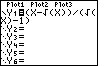 Plot1 Plot2 Plot3
\Y₁=(X-√(X))/(√(
X)-1)
\Y₂=
\Y₃=
\Y₄=
\Y₅=
\Y₆=